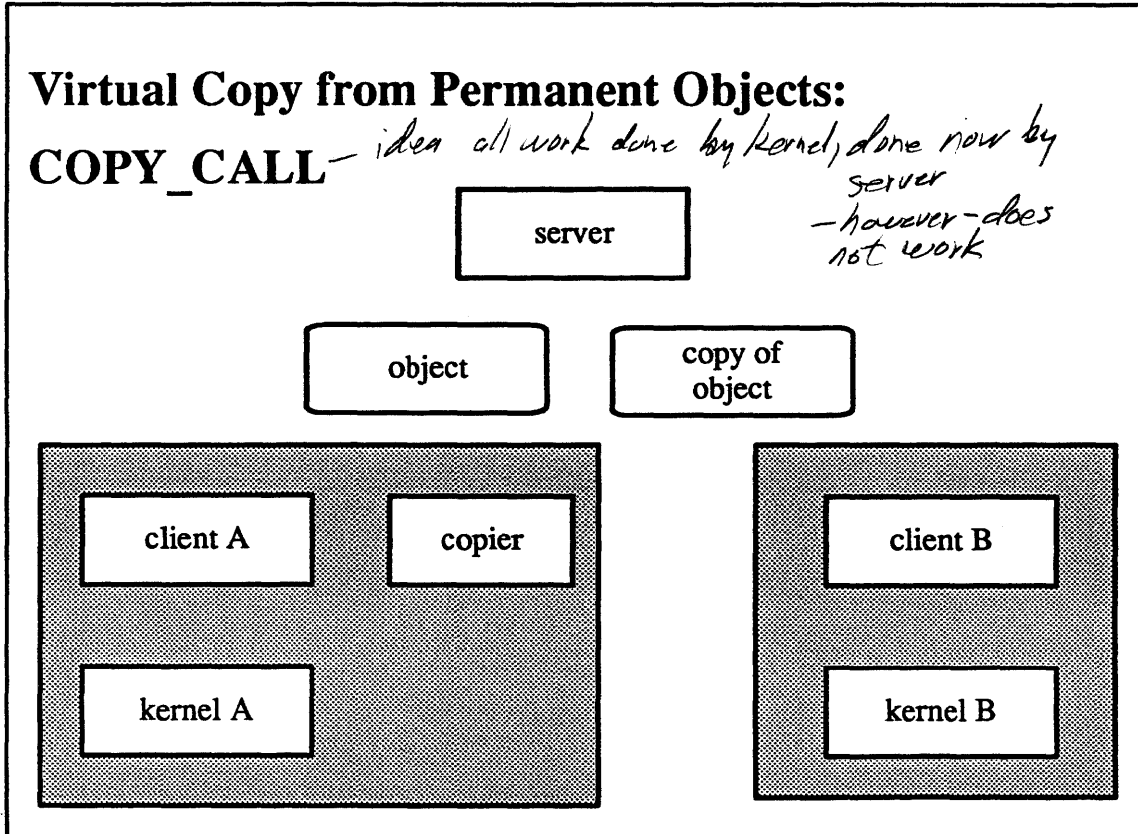 Virtual Copy from Permanent Objects:
COPY_CALL – idea all work done by kernel, done now by
server
– however – does
not work
server
object
copy of
object
client A
copier
client B
kernel A
kernel B